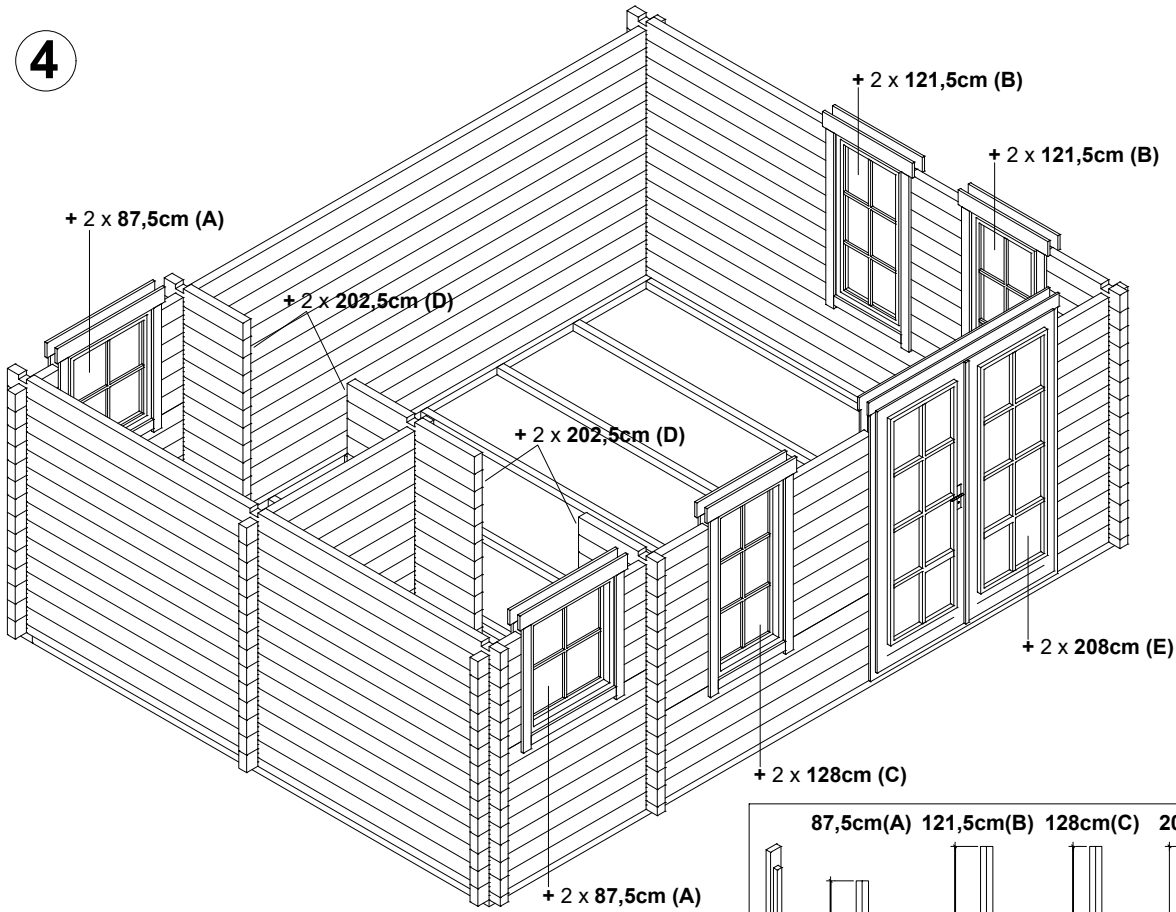 4
+ 2 x 121,5cm (B)
+ 2 x 121,5cm (B)
+ 2 x 87,5cm (A)
+ 2 x 202,5cm (D)
+ 2 x 202,5cm (D)
+ 2 x 208cm (E)
+ 2 x 128cm (C)
87,5cm(A) 121,5cm(B) 128cm(C) 20
+ 2 x 87,5cm (A)